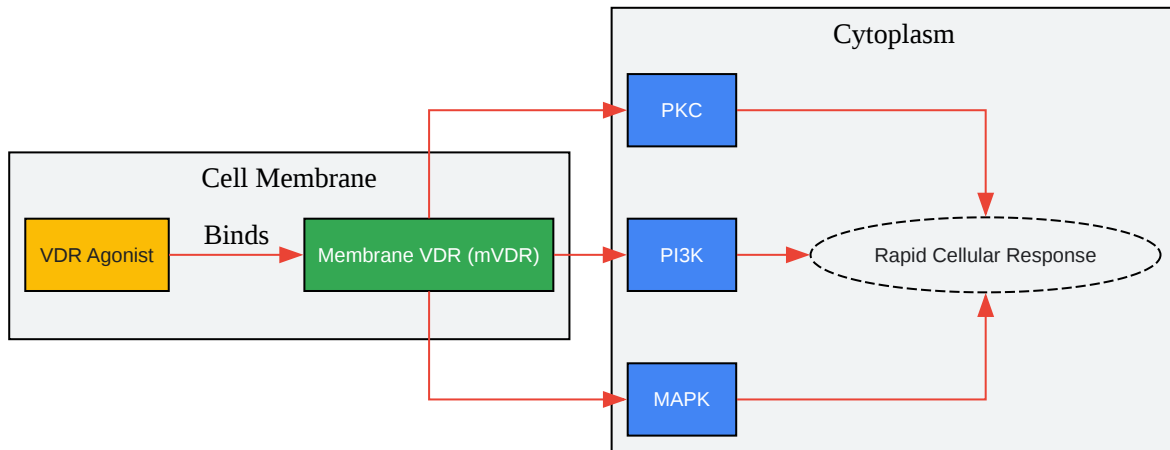 Cytoplasm
PKC
Cell Membrane
VDR Agonist
Binds
Membrane VDR (mVDR)
PI3K
Rapid Cellular Response
MAPK